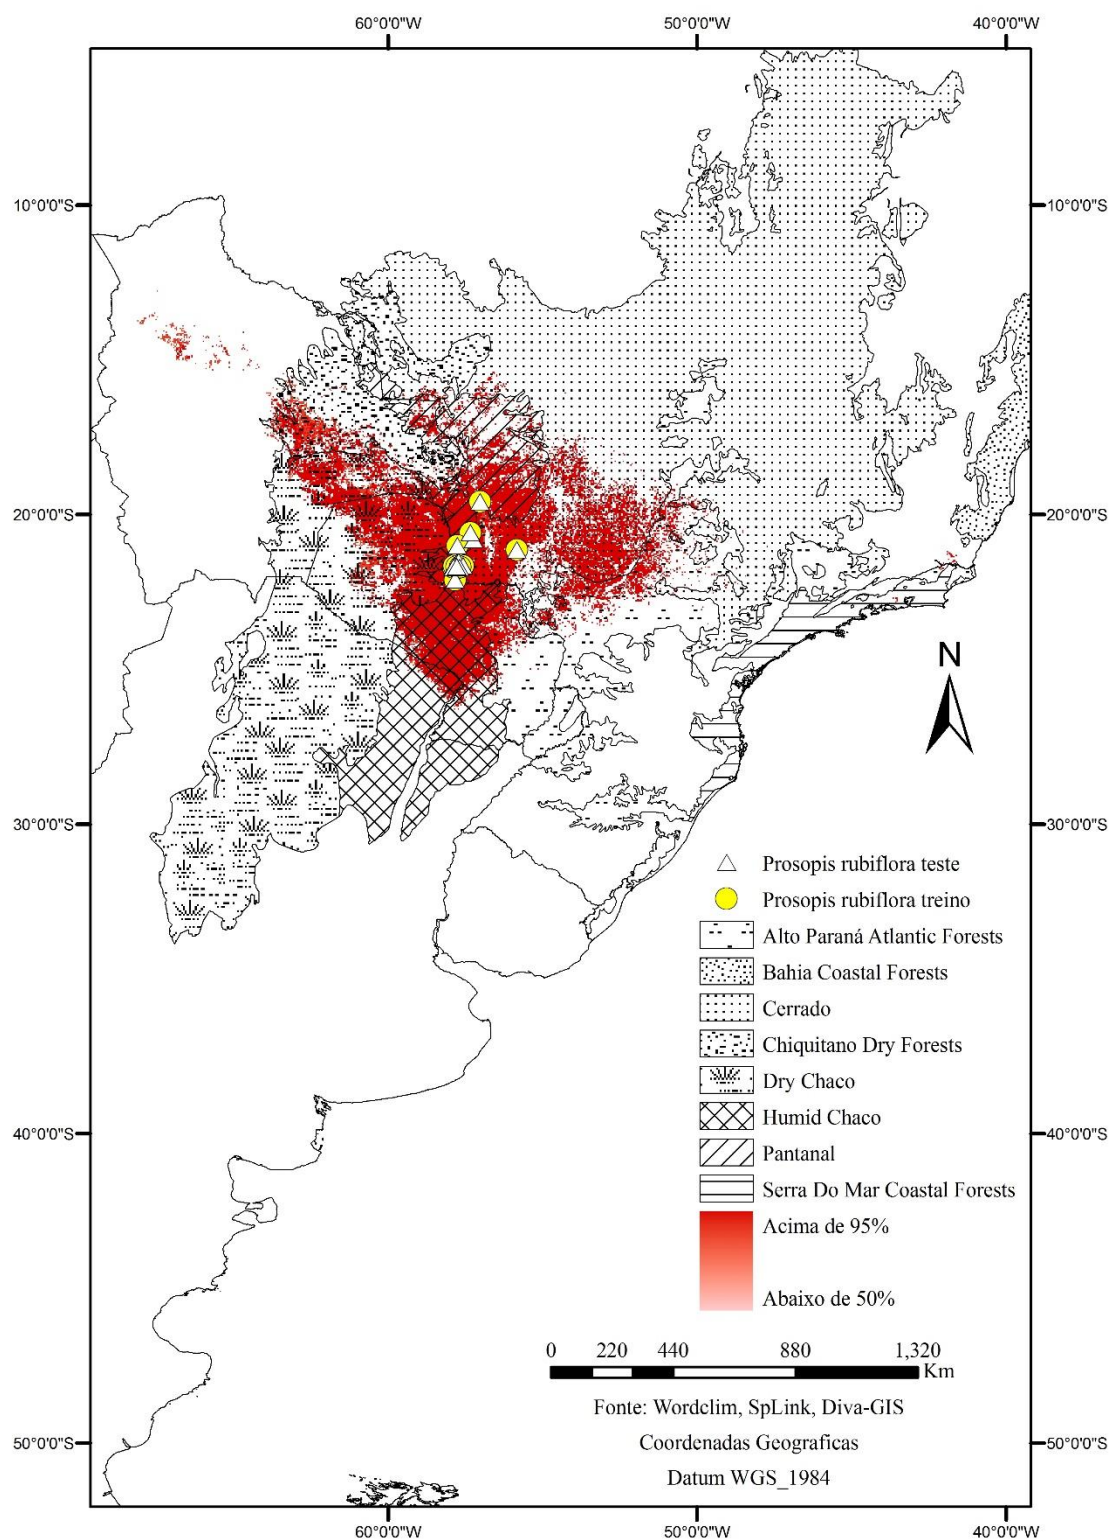 60°0'0"W 50°0'0"W 40°0'0"W
10°0'0"S 10°0'0"S
20°0'0"S 20°0'0"S
N
30°0'0"S 30°0'0"S
Prosopis rubiflora teste
Prosopis rubiflora treino
Alto Paraná Atlantic Forests
Bahia Coastal Forests
Cerrado
Chiquitano Dry Forests
Dry Chaco
Humid Chaco
40°0'0"S 40°0'0"S
Pantanal
Serra Do Mar Coastal Forests
Acima de 95%
Abaixo de 50%
0 220 440 880 1,320
Km
Fonte: Wordclim, SpLink, Diva-GIS
Coordenadas Geograficas
50°0'0"S 50°0'0"S
Datum WGS_1984
60°0'0"W 50°0'0"W 40°0'0"W